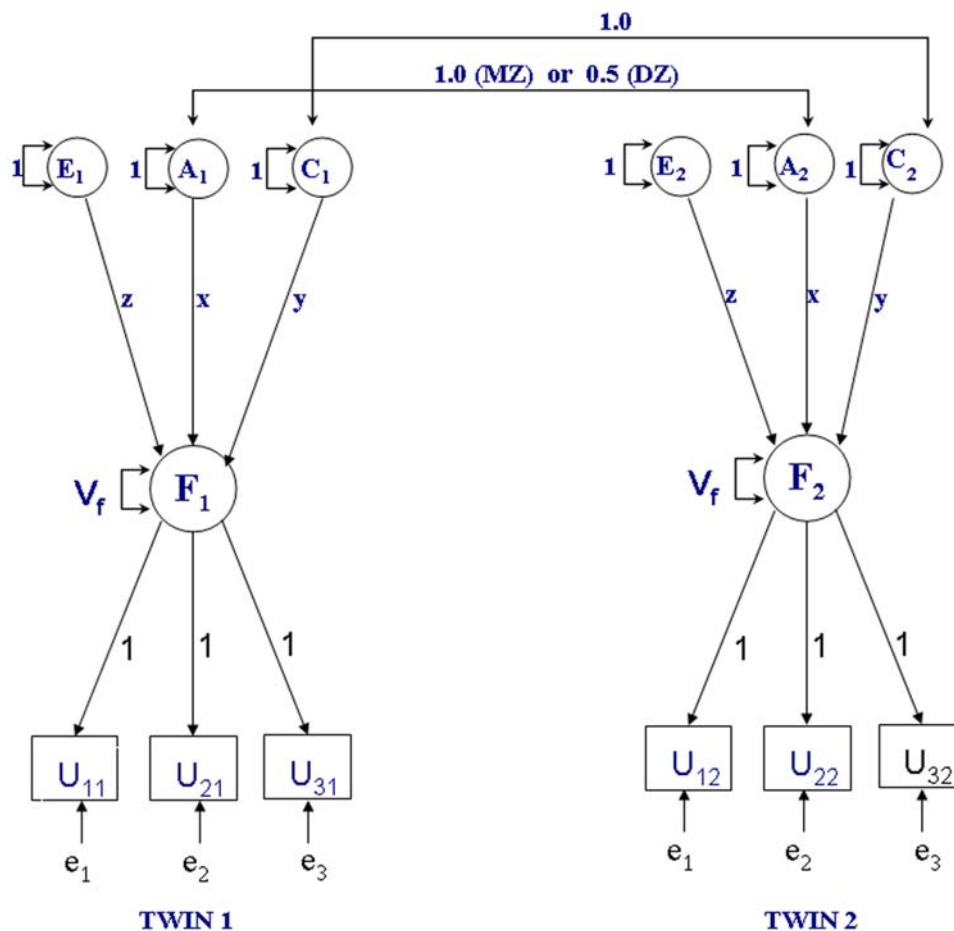 1.0
1.0 (MZ) or 0.5 (DZ)
1 E1 1 A1 1 C1 1 E2 1 A2 1 C2
z x y z x y
Vf F1 Vf F2
1 1 1 1 1 1
U11 U21 U31 U12 U22 U32
e1 e2 e3 e1 e2 e3
TWIN 1 TWIN 2